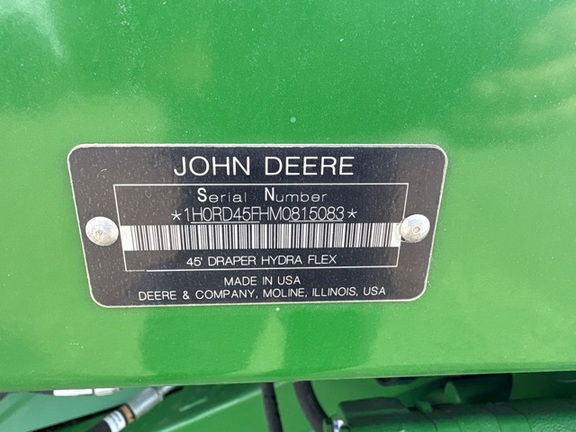 JOHN DEERE
Serial Number
*1H0RD45FHM0815083*
45' DRAPER HYDRA FLEX
MADE IN USA
DEERE & COMPANY, MOLINE, ILLINOIS, USA